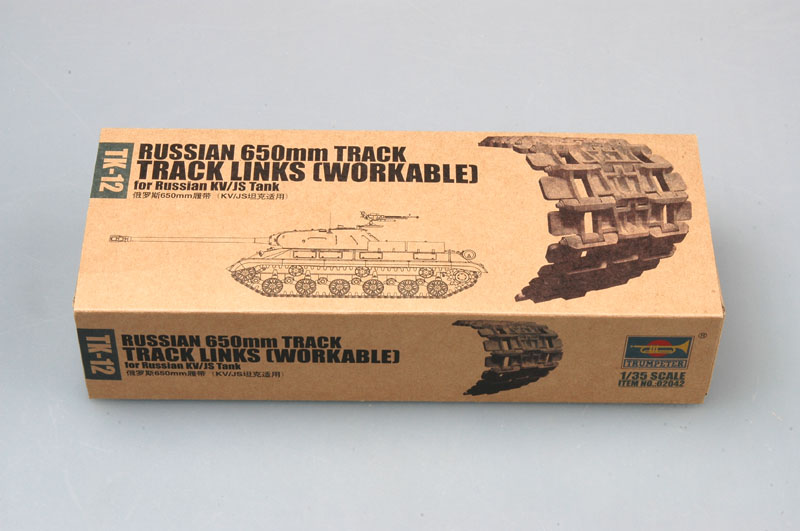 TK-12
RUSSIAN 650mm TRACK
TRACK LINKS (WORKABLE)
for Russian KV/JS Tank
俄罗斯650mm履带（KV/JS坦克适用）
TK-12
RUSSIAN 650mm TRACK
TRACK LINKS (WORKABLE)
for Russian KV/JS Tank
俄罗斯650mm履带（KV/JS坦克适用）
®
TRUMPETER
1/35 SCALE
ITEM NO.:02042